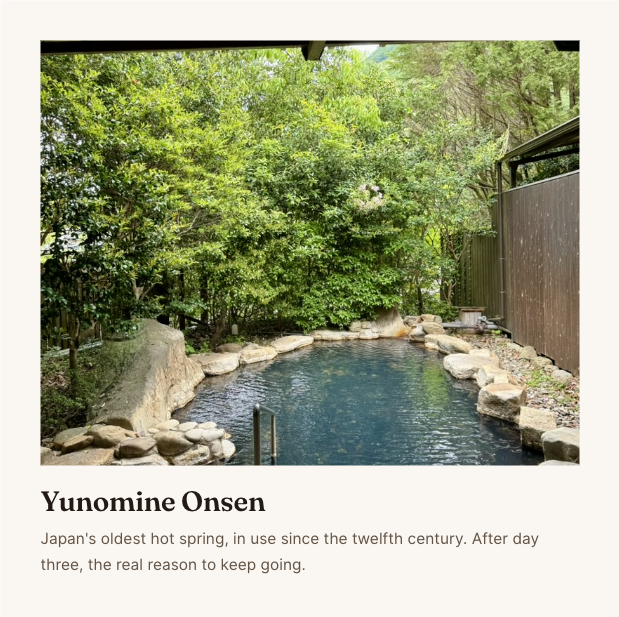 Yunomine Onsen
Japan's oldest hot spring, in use since the twelfth century. After day
three, the real reason to keep going.